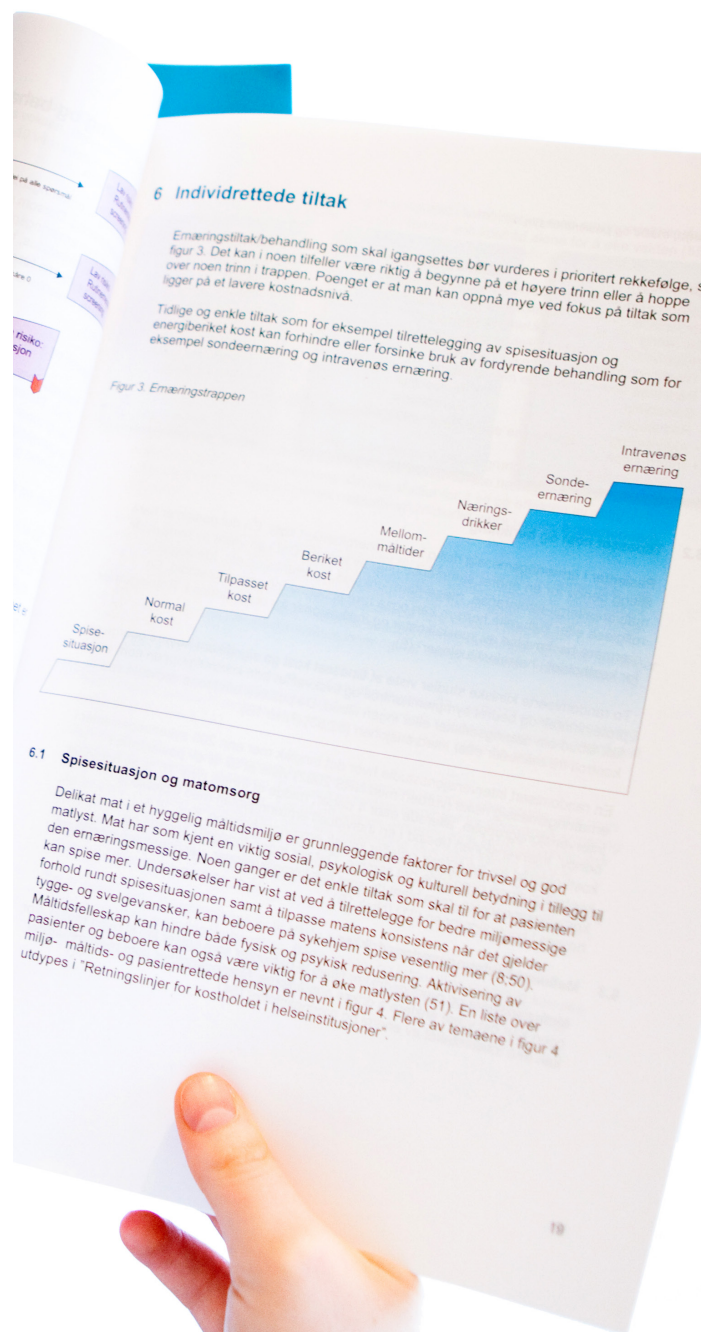 på alle spørsmål
risiko:
sjon
6 Individrettede tiltak
Ernæringstiltak/behandling som skal igangsettes bør vurderes i prioritert rekkefølge, s
figur 3. Det kan i noen tilfeller være riktig å begynne på et høyere trinn eller å hoppe
over noen trinn i trappen. Poenget er at man kan oppnå mye ved fokus på tiltak som
ligger på et lavere kostnadsnivå.
Tidlige og enkle tiltak som for eksempel tilrettelegging av spisesituasjon og
energiberiket kost kan forhindre eller forsinke bruk av fordyrende behandling som for
eksempel sondeernæring og intravenøs ernæring.
Figur 3. Ernæringstrappen
Spise-
situasjon
Normal
kost
Tilpasset
kost
Beriket
kost
Mellom-
måltider
Nærings-
drikker
Sonde-
ernæring
Intravenøs
ernæring
6.1 Spisesituasjon og matomsorg
Delikat mat i et hyggelig måltidsmiljø er grunnleggende faktorer for trivsel og god
matlyst. Mat har som kjent en viktig sosial, psykologisk og kulturell betydning i tillegg til
den ernæringsmessige. Noen ganger er det enkle tiltak som skal til for at pasienten
kan spise mer. Undersøkelser har vist at ved å tilrettelegge for bedre miljømessige
forhold rundt spisesituasjonen samt å tilpasse matens konsistens når det gjelder
tygge- og svelgevansker, kan beboere på sykehjem spise vesentlig mer (8;50).
Måltidsfelleskap kan hindre både fysisk og psykisk redusering. Aktivisering av
pasienter og beboere kan også være viktig for å øke matlysten (51). En liste over
miljø- måltids- og pasientrettede hensyn er nevnt i figur 4. Flere av temaene i figur 4
utdypes i "Retningslinjer for kostholdet i helseinstitusjoner".
19